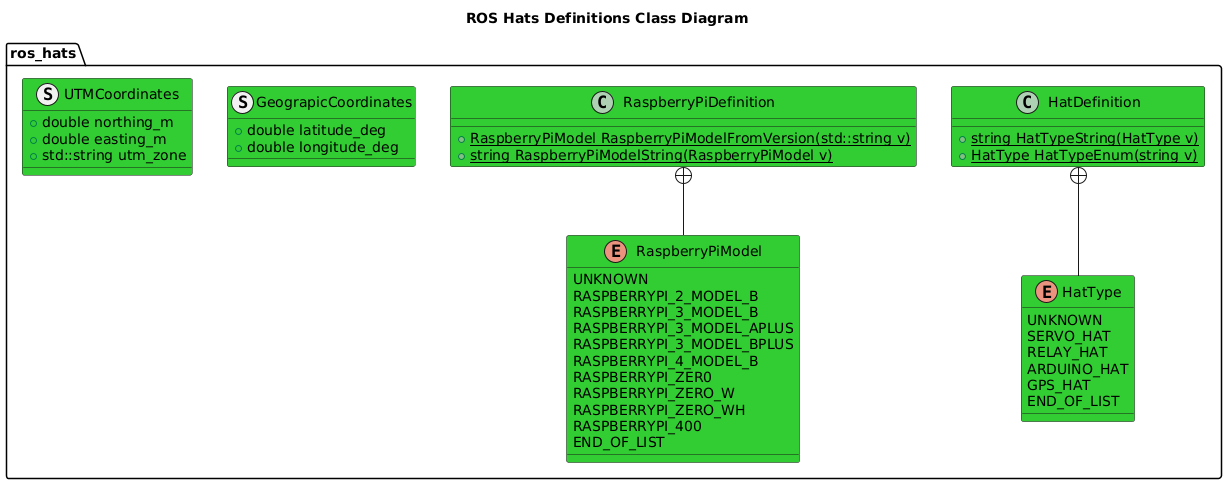 ROS Hats Definitions Class Diagram
ros_hats
S UTMCoordinates
double northing_m
double easting_m
std::string utm_zone
S GeograpicCoordinates
double latitude_deg
double longitude_deg
C RaspberryPiDefinition
RaspberryPiModel RaspberryPiModelFromVersion(std::string v)
string RaspberryPiModelString(RaspberryPiModel v)
C HatDefinition
string HatTypeString(HatType v)
HatType HatTypeEnum(string v)
E RaspberryPiModel
UNKNOWN
RASPBERRYPI_2_MODEL_B
RASPBERRYPI_3_MODEL_B
RASPBERRYPI_3_MODEL_APLUS
RASPBERRYPI_3_MODEL_BPLUS
RASPBERRYPI_4_MODEL_B
RASPBERRYPI_ZER0
RASPBERRYPI_ZERO_W
RASPBERRYPI_ZERO_WH
RASPBERRYPI_400
END_OF_LIST
E HatType
UNKNOWN
SERVO_HAT
RELAY_HAT
ARDUINO_HAT
GPS_HAT
END_OF_LIST